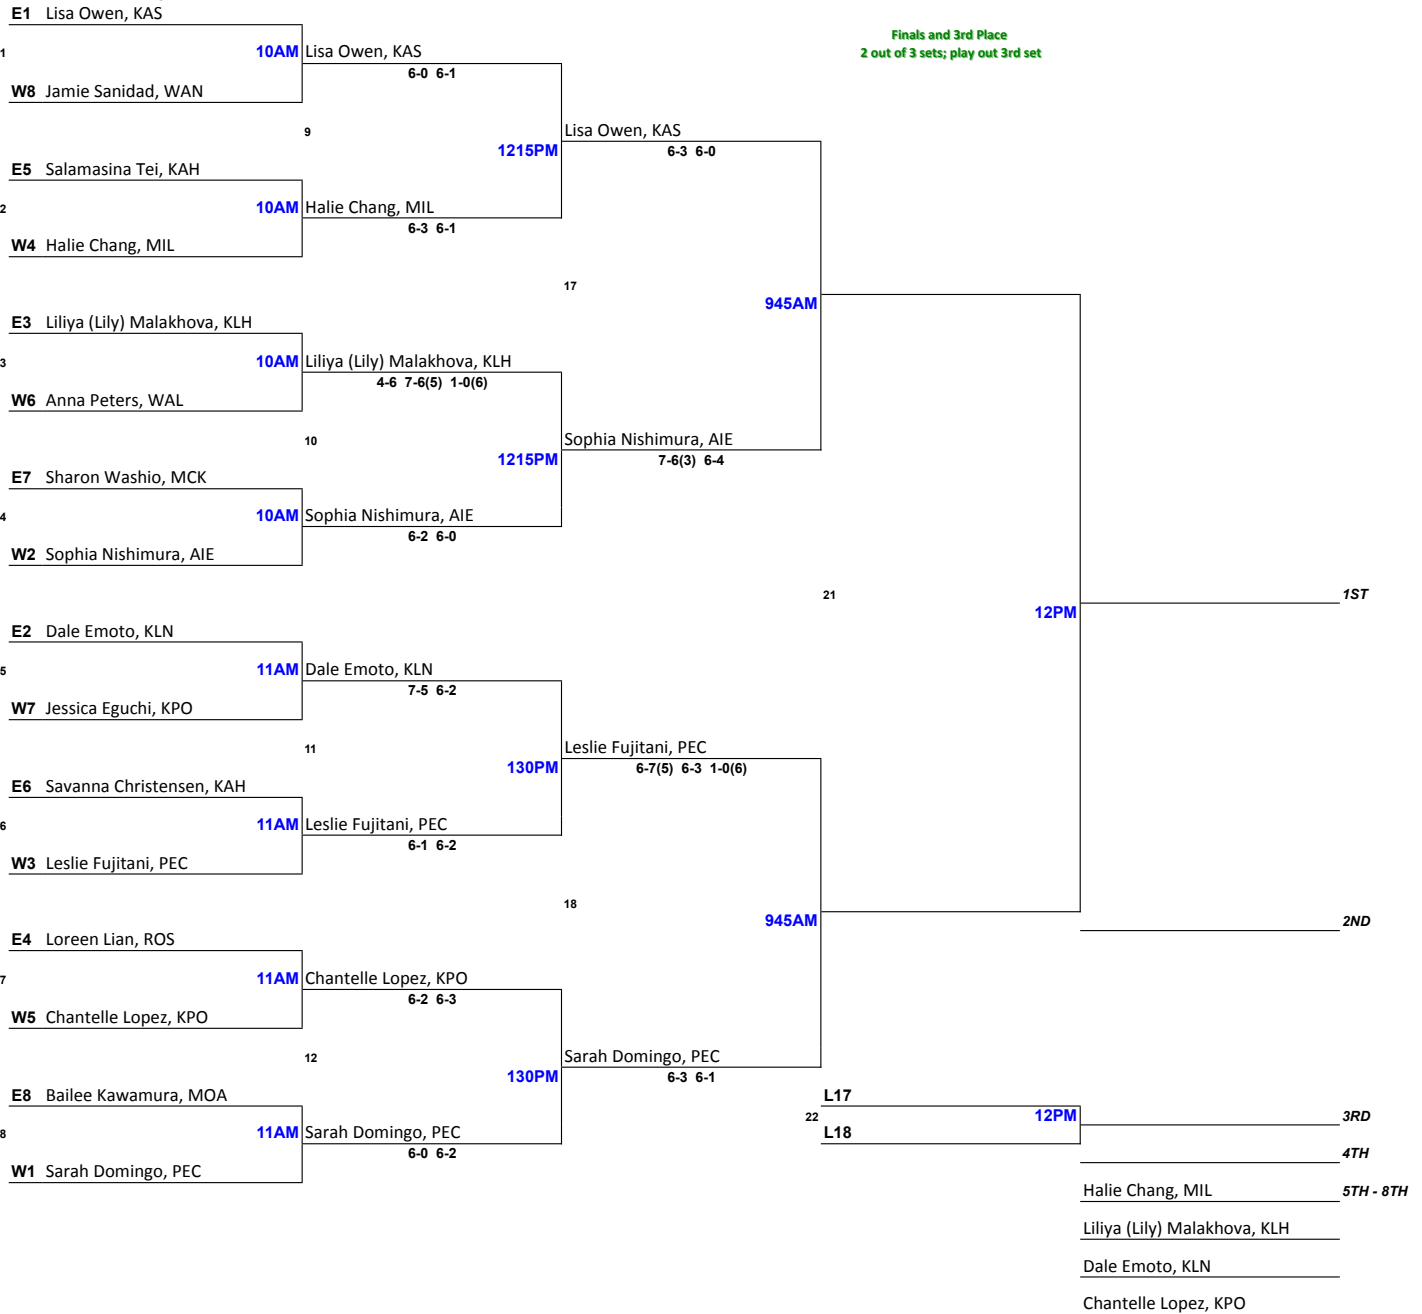 E1 Lisa Owen, KAS
Finals and 3rd Place
1 10AM Lisa Owen, KAS
2 out of 3 sets; play out 3rd set
6-0 6-1
W8 Jamie Sanidad, WAN
9 Lisa Owen, KAS
1215PM 6-3 6-0
E5 Salamasina Tei, KAH
2 10AM Halie Chang, MIL
6-3 6-1
W4 Halie Chang, MIL
17
945AM
E3 Liliya (Lily) Malakhova, KLH
3 10AM Liliya (Lily) Malakhova, KLH
4-6 7-6(5) 1-0(6)
W6 Anna Peters, WAL
10 Sophia Nishimura, AIE
1215PM 7-6(3) 6-4
E7 Sharon Washio, MCK
4 10AM Sophia Nishimura, AIE
6-2 6-0
W2 Sophia Nishimura, AIE
21 1ST
12PM
E2 Dale Emoto, KLN
5 11AM Dale Emoto, KLN
7-5 6-2
W7 Jessica Eguchi, KPO
11 Leslie Fujitani, PEC
130PM 6-7(5) 6-3 1-0(6)
E6 Savanna Christensen, KAH
6 11AM Leslie Fujitani, PEC
6-1 6-2
W3 Leslie Fujitani, PEC
18
945AM 2ND
E4 Loreen Lian, ROS
7 11AM Chantelle Lopez, KPO
6-2 6-3
W5 Chantelle Lopez, KPO
12 Sarah Domingo, PEC
130PM 6-3 6-1
E8 Bailee Kawamura, MOA L17
22 12PM 3RD
8 11AM Sarah Domingo, PEC L18
6-0 6-2 4TH
W1 Sarah Domingo, PEC
Halie Chang, MIL 5TH - 8TH
Liliya (Lily) Malakhova, KLH
Dale Emoto, KLN
Chantelle Lopez, KPO